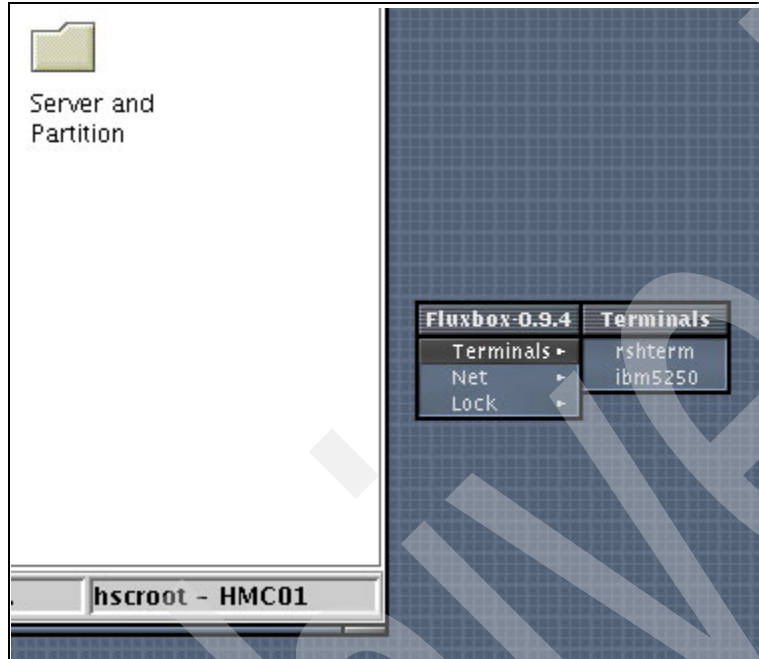 Server and
Partition
Fluxbox-0.9.4
Terminals
Net
Lock
Terminals
rshterm
ibm5250
hscroot - HMC01